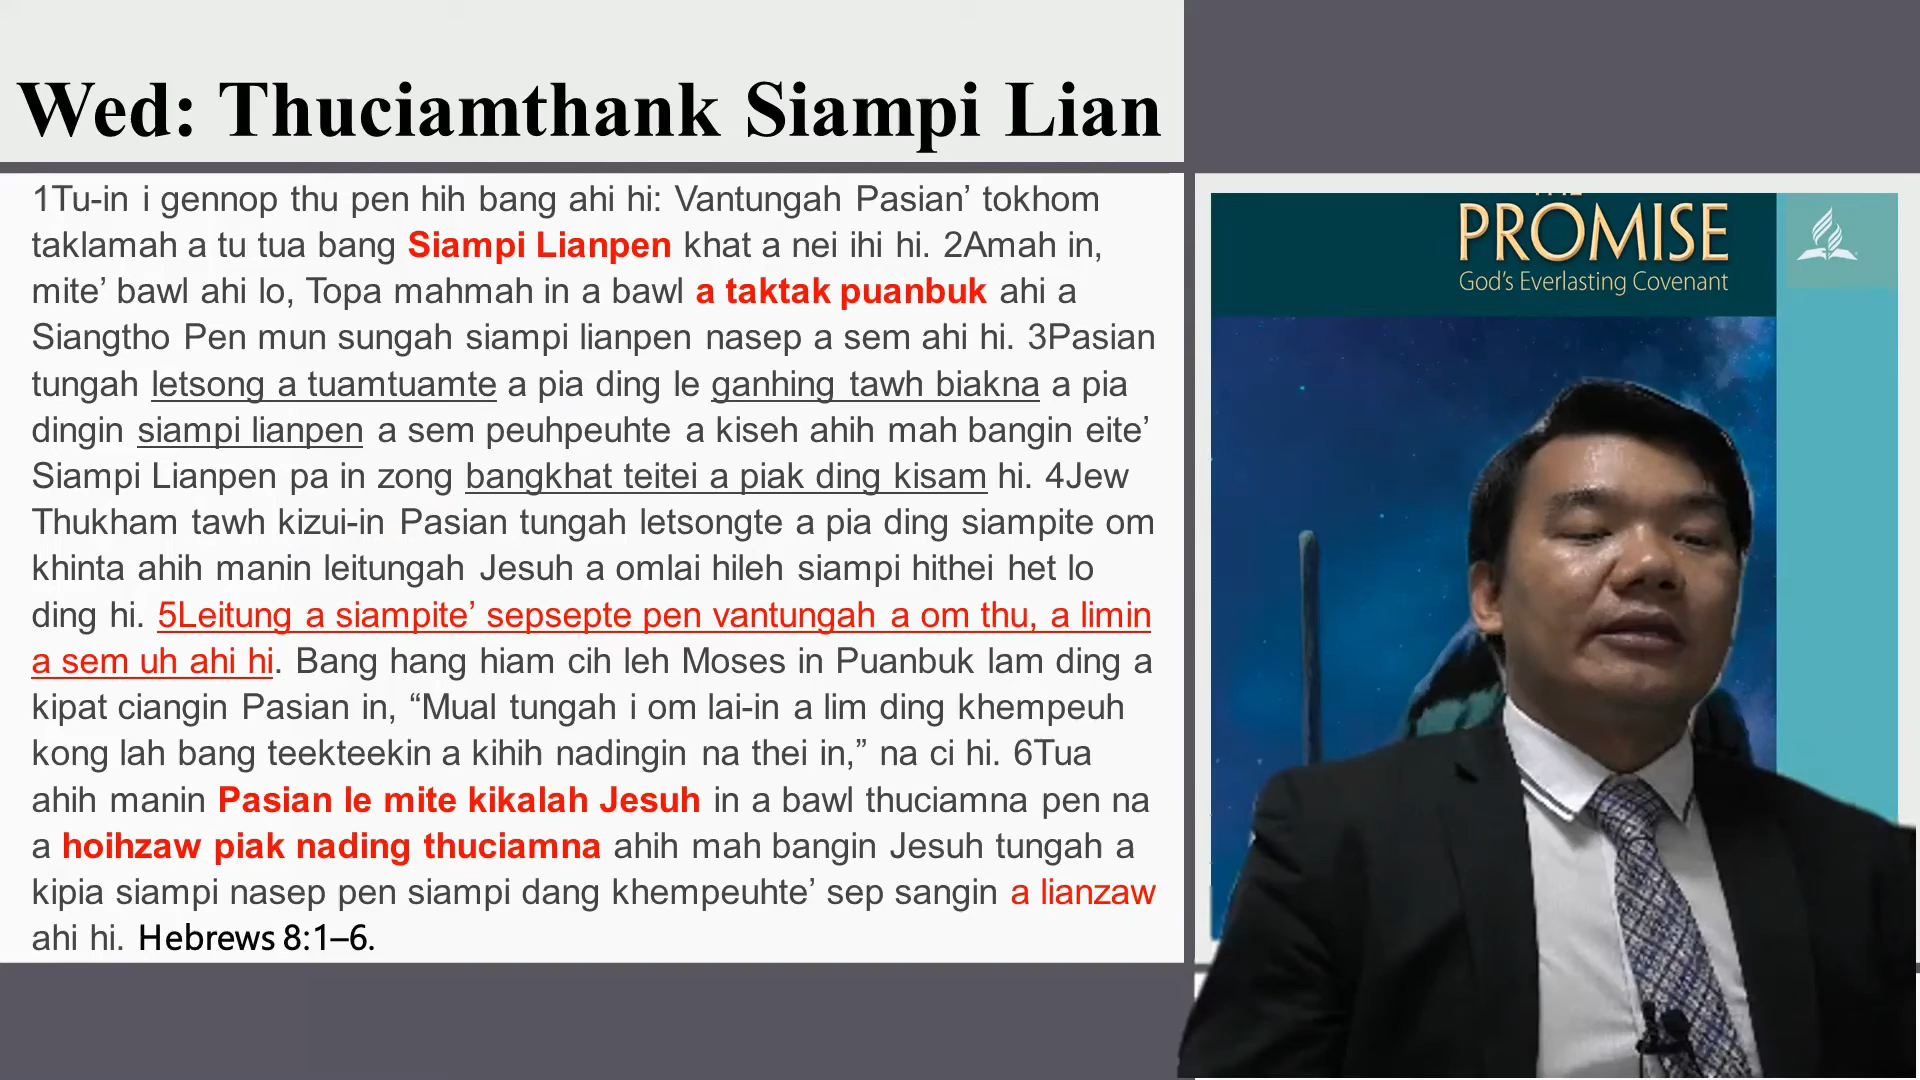 Wed: Thuciamthank Siampi Lian
1Tu-in i gennop thu pen hih bang ahi hi: Vantungah Pasian’ tokhom
taklamah a tu tua bang Siampi Lianpen khat a nei ihi hi. 2Amah in,
mite’ bawl ahi lo, Topa mahmah in a bawl a taktak puanbuk ahi a
Siangtho Pen mun sungah siampi lianpen nasep a sem ahi hi. 3Pasian
tungah letsong a tuamtuamte a pia ding le ganhing tawh biakna a pia
dingin siampi lianpen a sem peuhpeuhte a kiseh ahih mah bangin eite’
Siampi Lianpen pa in zong bangkhat teitei a piak ding kisam hi. 4Jew
Thukham tawh kizui-in Pasian tungah letsongte a pia ding siampite om
khinta ahih manin leitungah Jesuh a omlai hileh siampi hithei het lo
ding hi. 5Leitung a siampite’ sepsepte pen vantungah a om thu, a limin
a sem uh ahi hi. Bang hang hiam cih leh Moses in Puanbuk lam ding a
kipat ciangin Pasian in, “Mual tungah i om lai-in a lim ding khempeuh
kong lah bang teekteekin a kihih nadingin na thei in,” na ci hi. 6Tua
ahih manin Pasian le mite kikalah Jesuh in a bawl thuciamna pen na
a hoihzaw piak nading thuciamna ahih mah bangin Jesuh tungah a
kipia siampi nasep pen siampi dang khempeuhte’ sep sangin a lianzaw
ahi hi. Hebrews 8:1–6.
PROMISE
God’s Everlasting Covenant